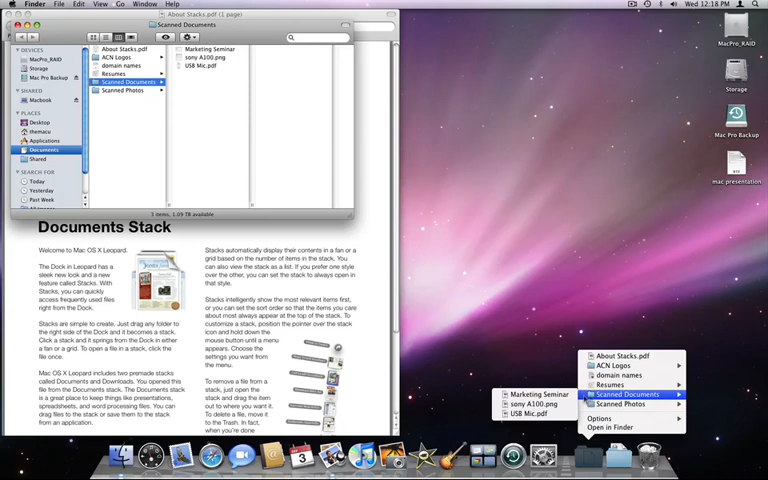 Finder File Edit View Go Window Help
Wed 12:18 PM
About Stacks.pdf (1 page)
Scanned Documents
DEVICES
MacPro_RAID
Storage
Mac Pro Backup
SHARED
Macbook
PLACES
Desktop
themacu
Applications
Documents
Shared
SEARCH FOR
Today
Yesterday
Past Week
About Stacks.pdf
ACN Logos
domain names
Resumes
Scanned Documents
Scanned Photos
Marketing Seminar
sony A100.png
USB Mic.pdf
3 items, 1.09 TB available
Documents Stack
Welcome to Mac OS X Leopard.
The Dock in Leopard has a
sleek new look and a new
feature called Stacks. With
Stacks, you can quickly
access frequently used files
right from the Dock.
Stacks are simple to create. Just drag any folder to
the right side of the Dock and it becomes a stack.
Click a stack and it springs from the Dock in either
a fan or a grid. To open a file in a stack, click the
file once.
Mac OS X Leopard includes two premade stacks
called Documents and Downloads. You opened this
file from the Documents stack. The Documents stack
is a great place to keep things like presentations,
spreadsheets, and word processing files. You can
drag files to the stack or save them to the stack
from an application.
Stacks automatically display their contents in a fan or a
grid based on the number of items in the stack. You
can also view the stack as a list. If you prefer one style
over the other, you can set the stack to always open in
that style.
Stacks intelligently show the most relevant items first,
or you can set the sort order so that the items you care
about most always appear at the top of the stack. To
customize a stack, position the pointer over the stack
icon and hold down the
mouse button until a menu
appears. Choose the
settings you want from
the menu.
To remove a file from a
stack, just open the
stack and drag the item
out to where you want it.
To delete a file, move it
to the Trash. In fact,
when you're done
MacPro_RAID
Storage
Mac Pro Backup
mac presentation
About Stacks.pdf
ACN Logos
domain names
Resumes
Scanned Documents
Scanned Photos
Options
Open in Finder
Marketing Seminar
sony A100.png
USB Mic.pdf
3